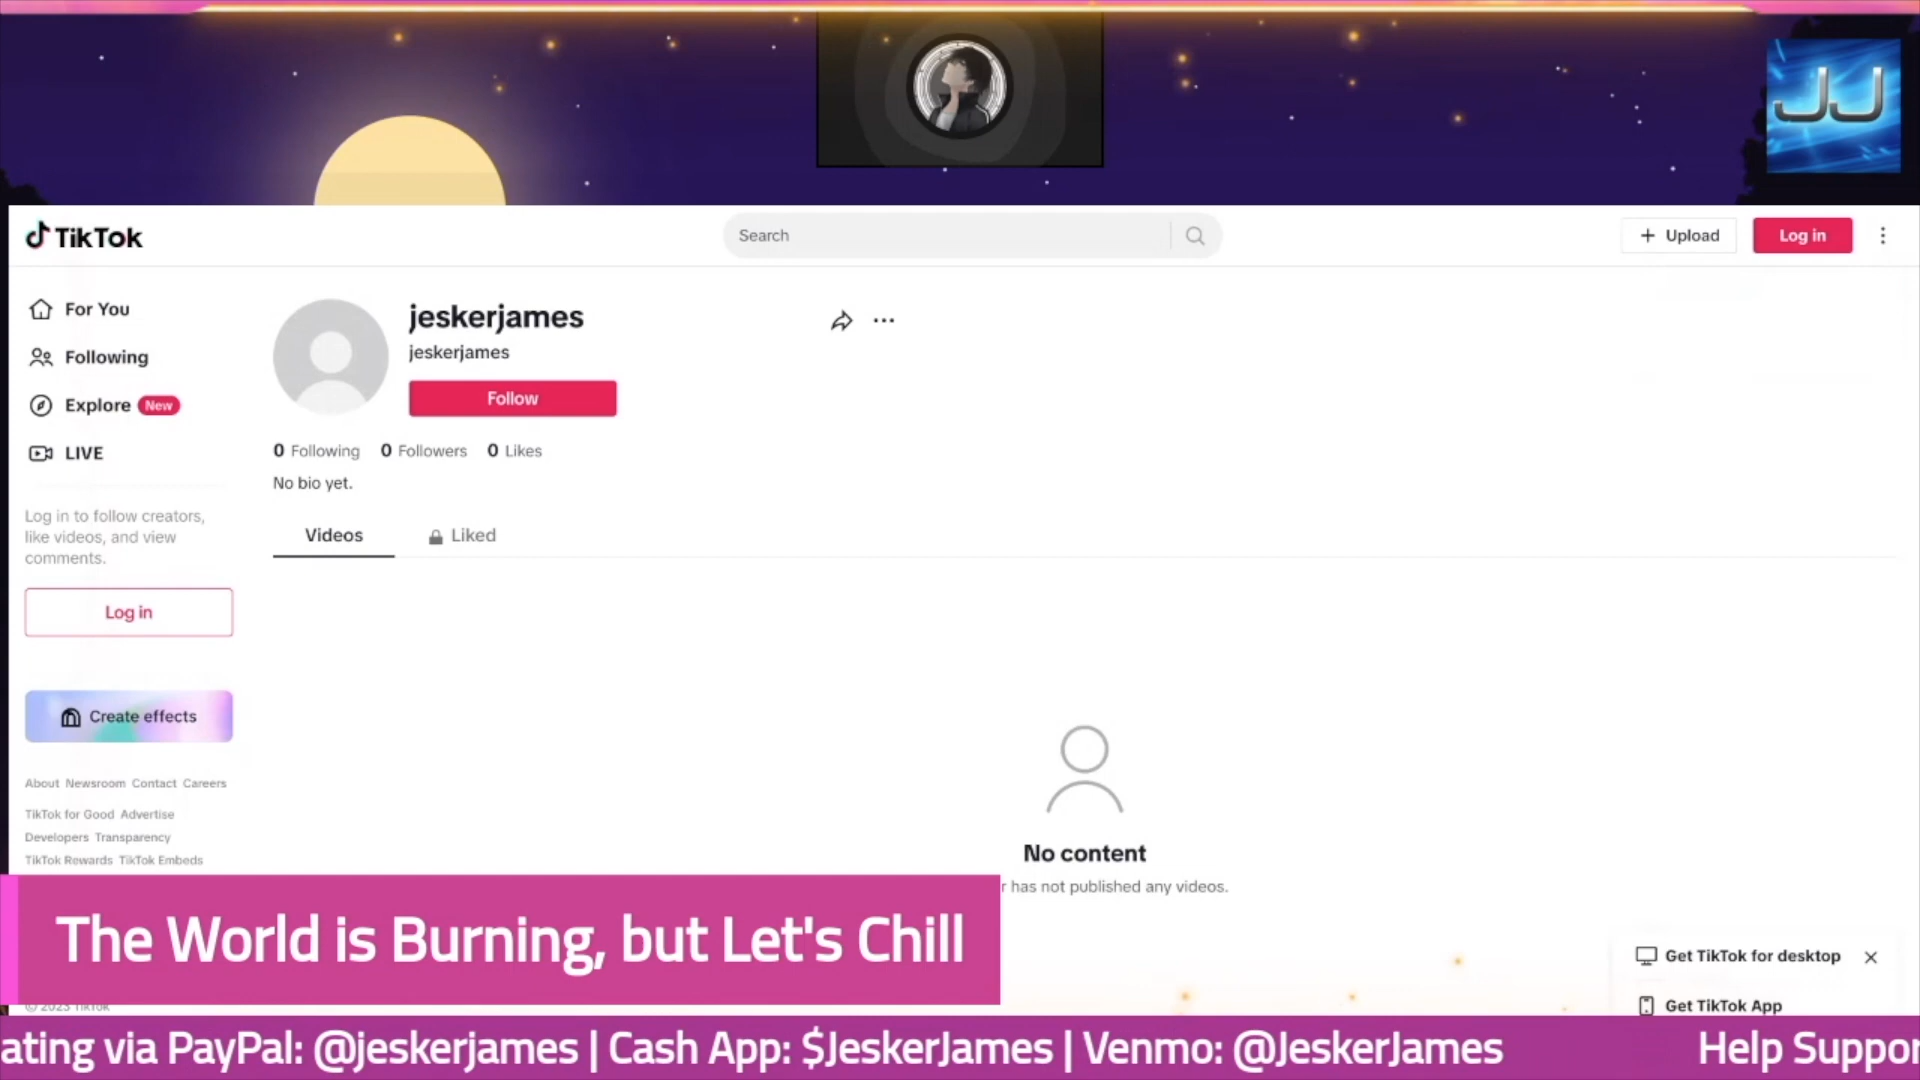 JJ
TikTok
Search
Upload
Log in
For You
Following
Explore New
LIVE
Log in to follow creators,
like videos, and view
comments.
Log in
Create effects
About Newsroom Contact Careers
TikTok for Good Advertise
Developers Transparency
TikTok Rewards TikTok Embeds
© 2023 TikTok
jeskerjames
jeskerjames
Follow
0 Following 0 Followers 0 Likes
No bio yet.
Videos Liked
No content
r has not published any videos.
Get TikTok for desktop
Get TikTok App
The World is Burning, but Let's Chill
ating via PayPal: @jeskerjames | Cash App: $JeskerJames | Venmo: @JeskerJames Help Suppor